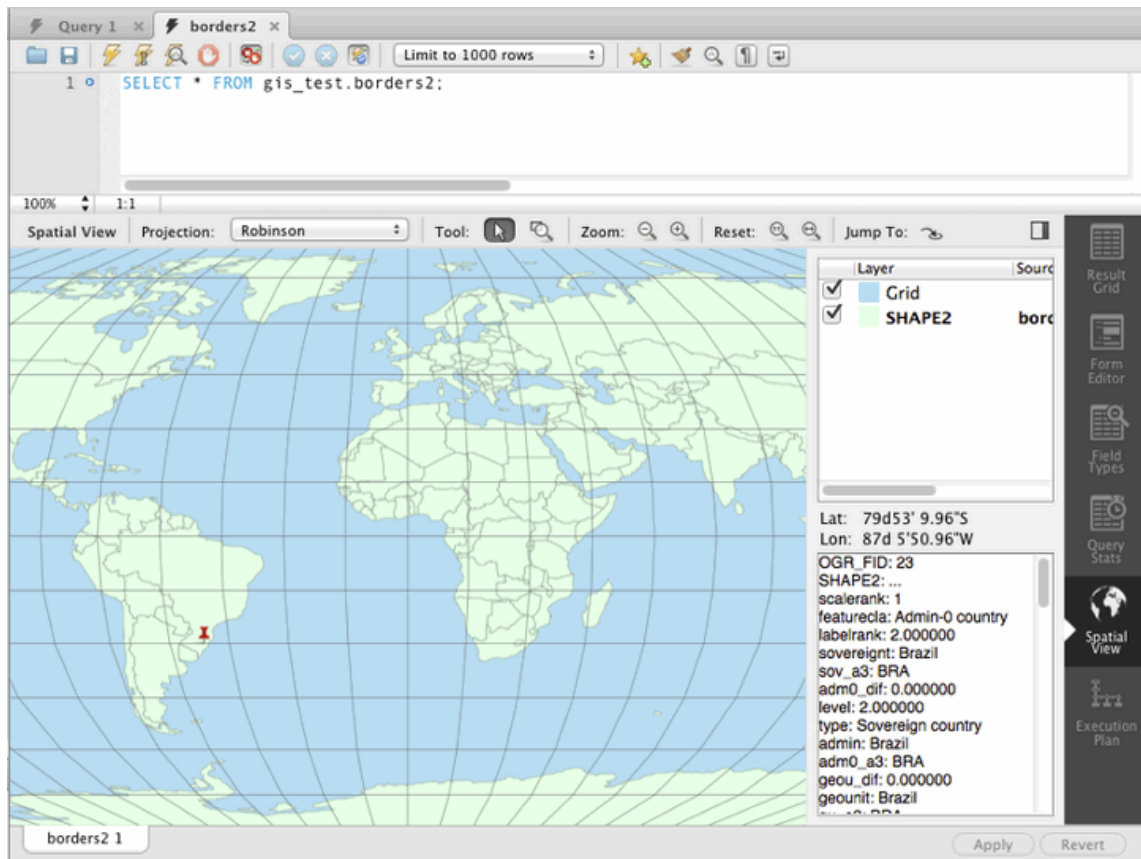 Query 1
borders2
Limit to 1000 rows
1 SELECT * FROM gis_test.borders2;
100% 1:1
Spatial View Projection: Robinson Tool: Zoom: Reset: Jump To:
Layer Sourc
Grid
SHAPE2 borc
Lat: 79d53' 9.96"S
Lon: 87d 5'50.96"W
OGR_FID: 23
SHAPE2: ...
scalerank: 1
featurecla: Admin-0 country
labelrank: 2.000000
sovereignt: Brazil
sov_a3: BRA
adm0_dif: 0.000000
level: 2.000000
type: Sovereign country
admin: Brazil
adm0_a3: BRA
geou_dif: 0.000000
geounit: Brazil
Result
Grid
Form
Editor
Field
Types
Query
Stats
Spatial
View
Execution
Plan
borders2 1
Apply
Revert